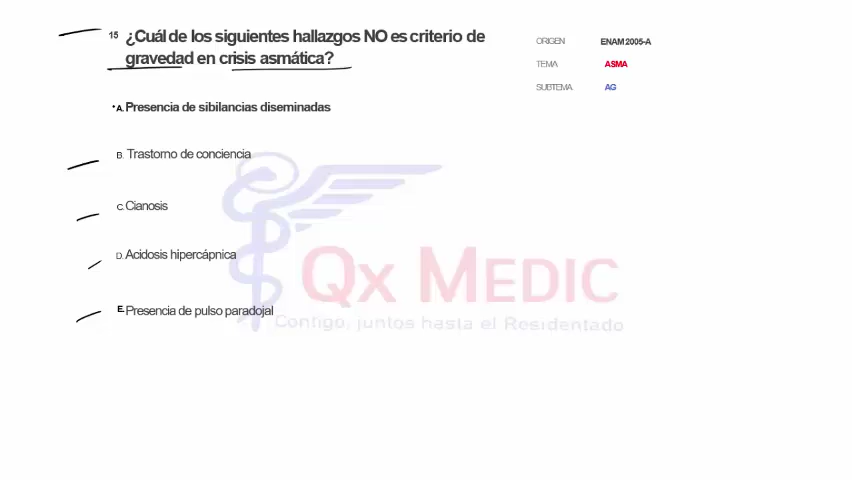 15 ¿Cuál de los siguientes hallazgos NO es criterio de
gravedad en crisis asmática?
ORIGEN ENAM 2005-A
TEMA ASMA
SUBTEMA AG
A. Presencia de sibilancias diseminadas
B. Trastorno de conciencia
C. Cianosis
D. Acidosis hipercápnica
E. Presencia de pulso paradojal
Qx MEDIC
Contigo, juntos hasta el Residentado